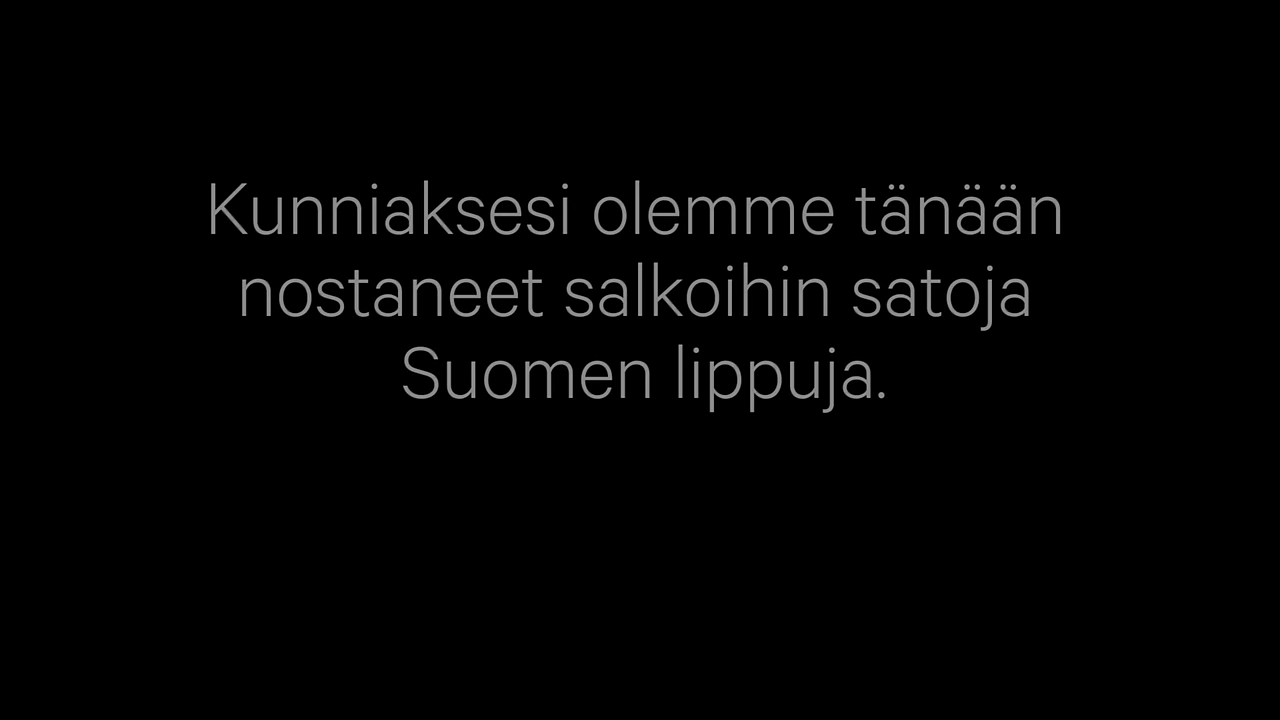 Kunniaksesi olemme tänään
nostaneet salkoihin satoja
Suomen lippuja.